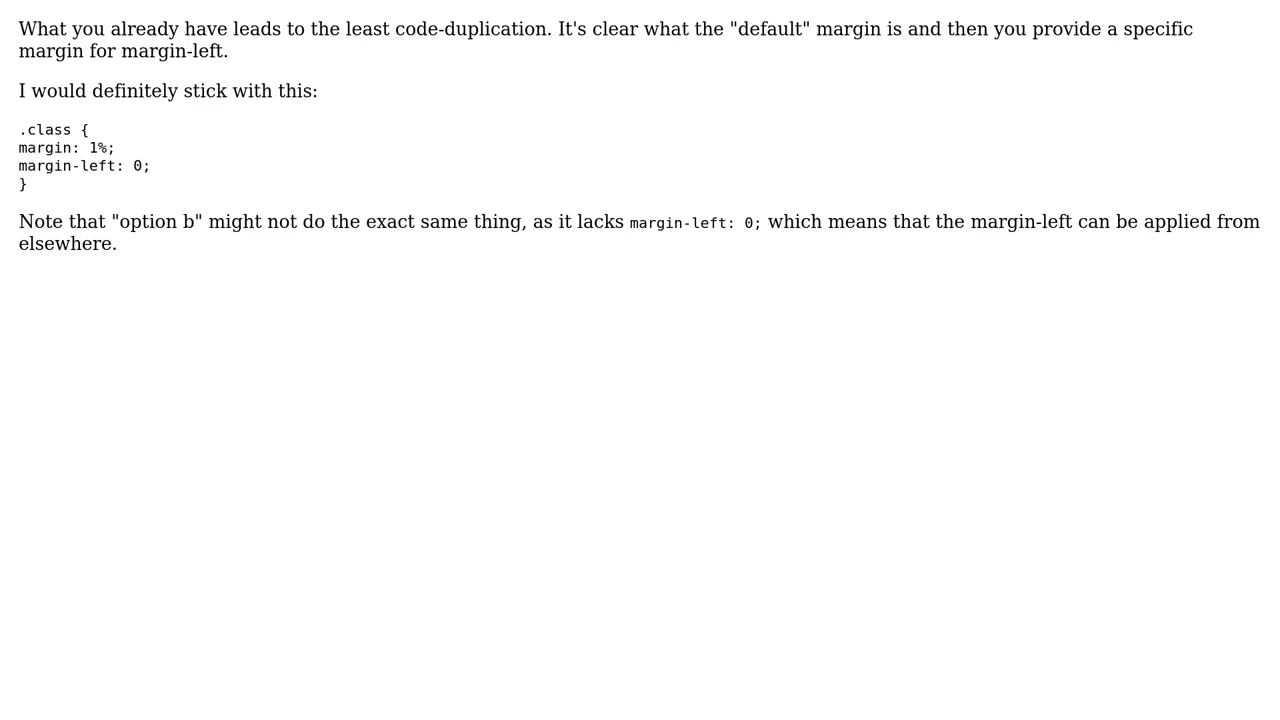 What you already have leads to the least code-duplication. It's clear what the "default" margin is and then you provide a specific
margin for margin-left.
I would definitely stick with this:
.class {
margin: 1%;
margin-left: 0;
}
Note that "option b" might not do the exact same thing, as it lacks margin-left: 0; which means that the margin-left can be applied from
elsewhere.